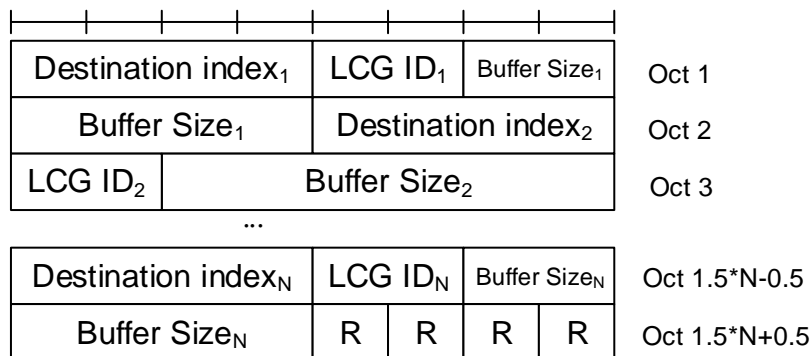 Destination index1 LCG ID1 Buffer Size1 Oct 1
Buffer Size1 Destination index2 Oct 2
LCG ID2 Buffer Size2 Oct 3
...
Destination indexN LCG IDN Buffer SizeN Oct 1.5*N-0.5
Buffer SizeN R R R R Oct 1.5*N+0.5